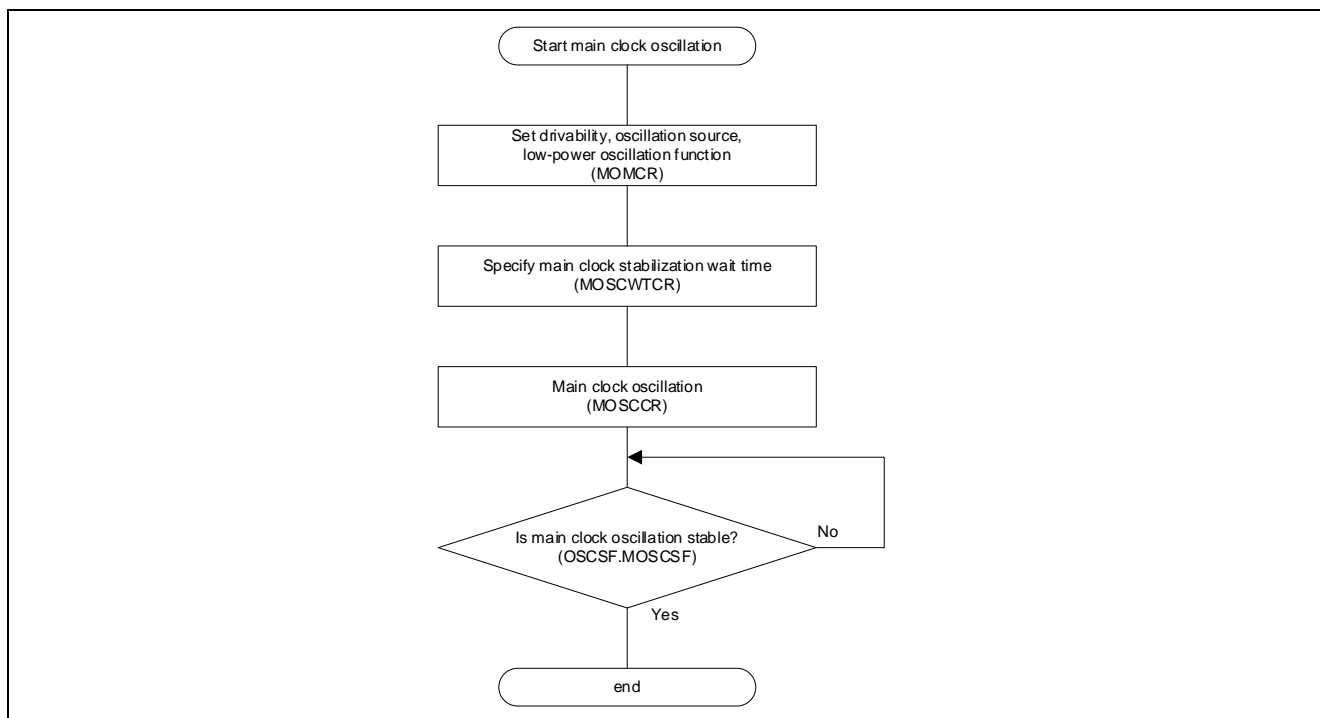 Start main clock oscillation
Set drivability, oscillation source,
low-power oscillation function
(MOMCR)
Specify main clock stabilization wait time
(MOSCWTCR)
Main clock oscillation
(MOSCCR)
Is main clock oscillation stable?
(OSCSF.MOSCSF)
No
Yes
end